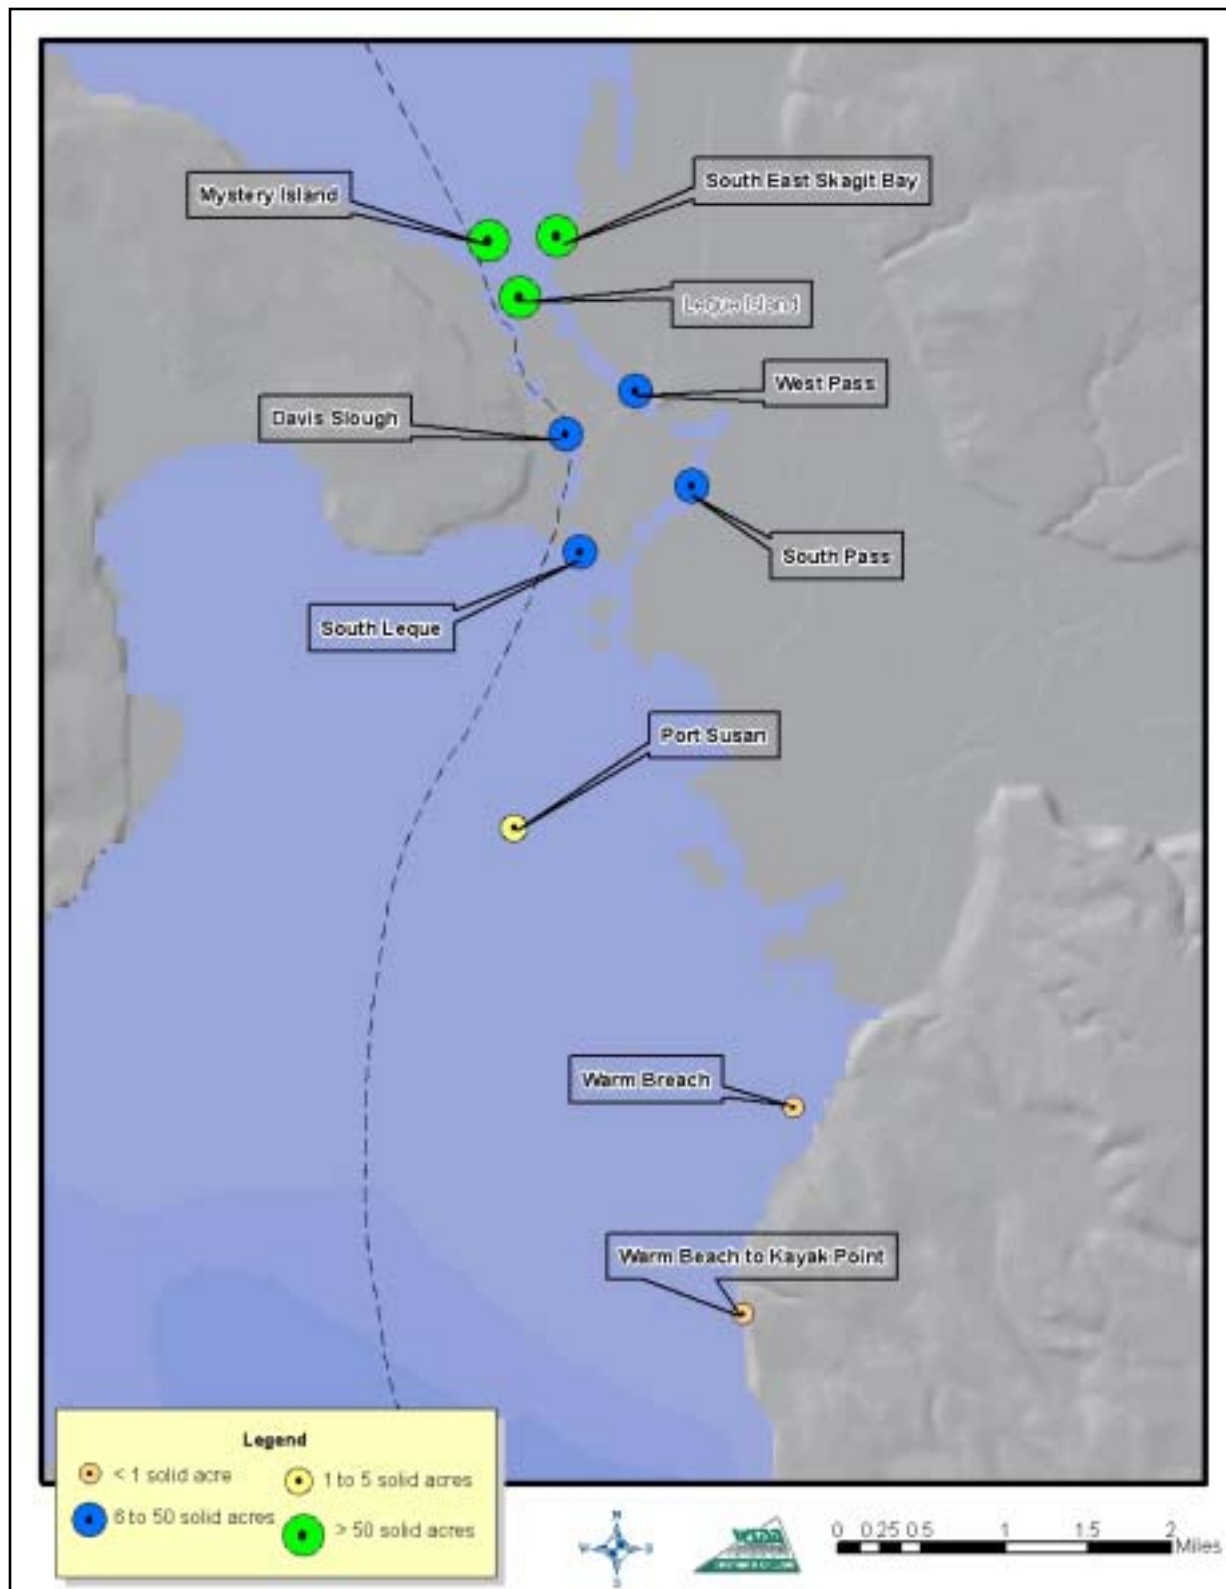 South East Skagit Bay
Mystery Island
Leque Island
West Pass
Davis Slough
South Pass
South Leque
Port Susan
Warm Breach
Warm Beach to Kayak Point
Legend
< 1 solid acre
1 to 5 solid acres
6 to 50 solid acres
> 50 solid acres
N
W
S
0 0.25 0.5 1 1.5 2
Miles